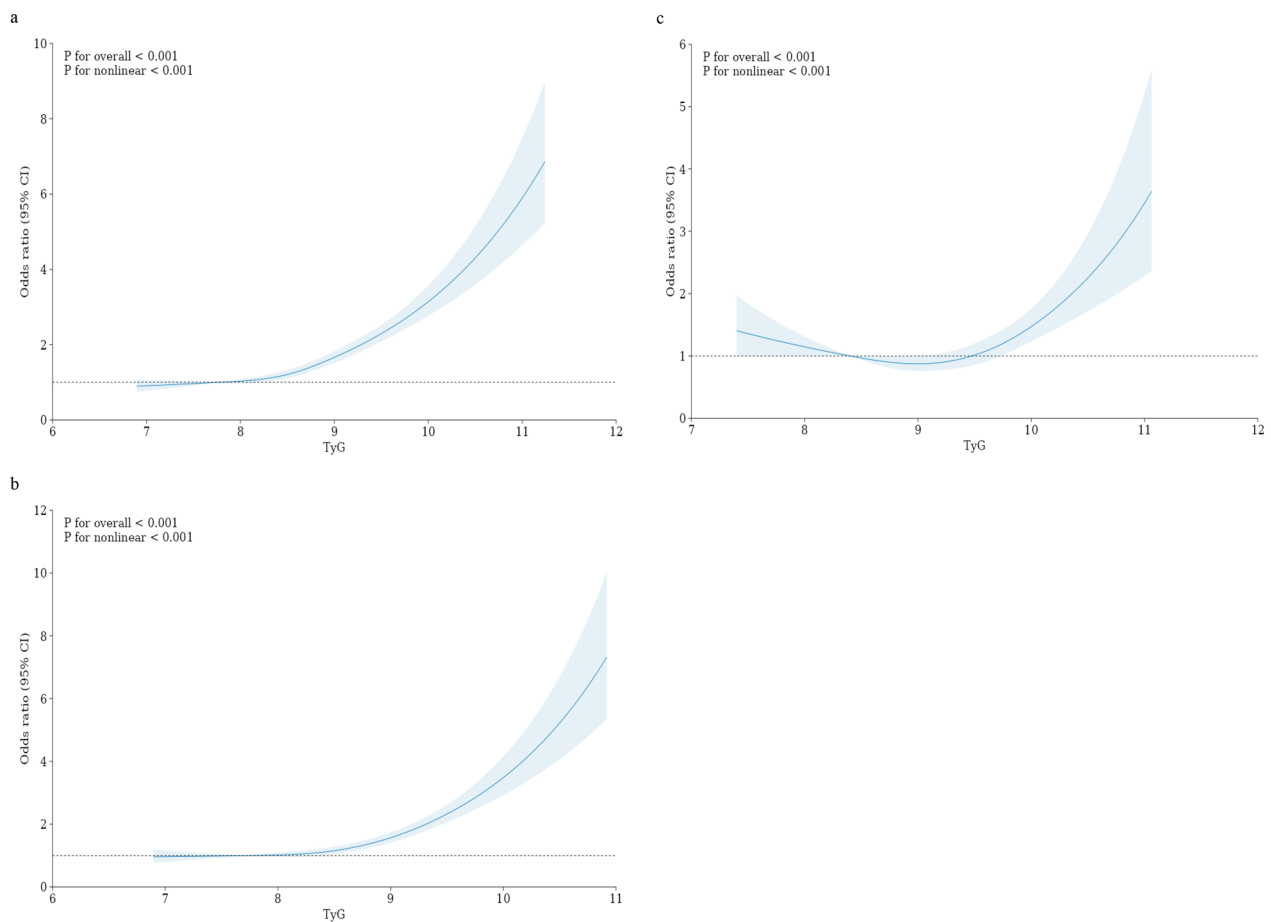 a
P for overall < 0.001
P for nonlinear < 0.001
Odds ratio (95% CI)
10
8
6
4
2
0
6 7 8 9 10 11 12
TyG
c
P for overall < 0.001
P for nonlinear < 0.001
Odds ratio (95% CI)
6
5
4
3
2
1
0
7 8 9 10 11 12
TyG
b
P for overall < 0.001
P for nonlinear < 0.001
Odds ratio (95% CI)
12
10
8
6
4
2
0
6 7 8 9 10 11
TyG